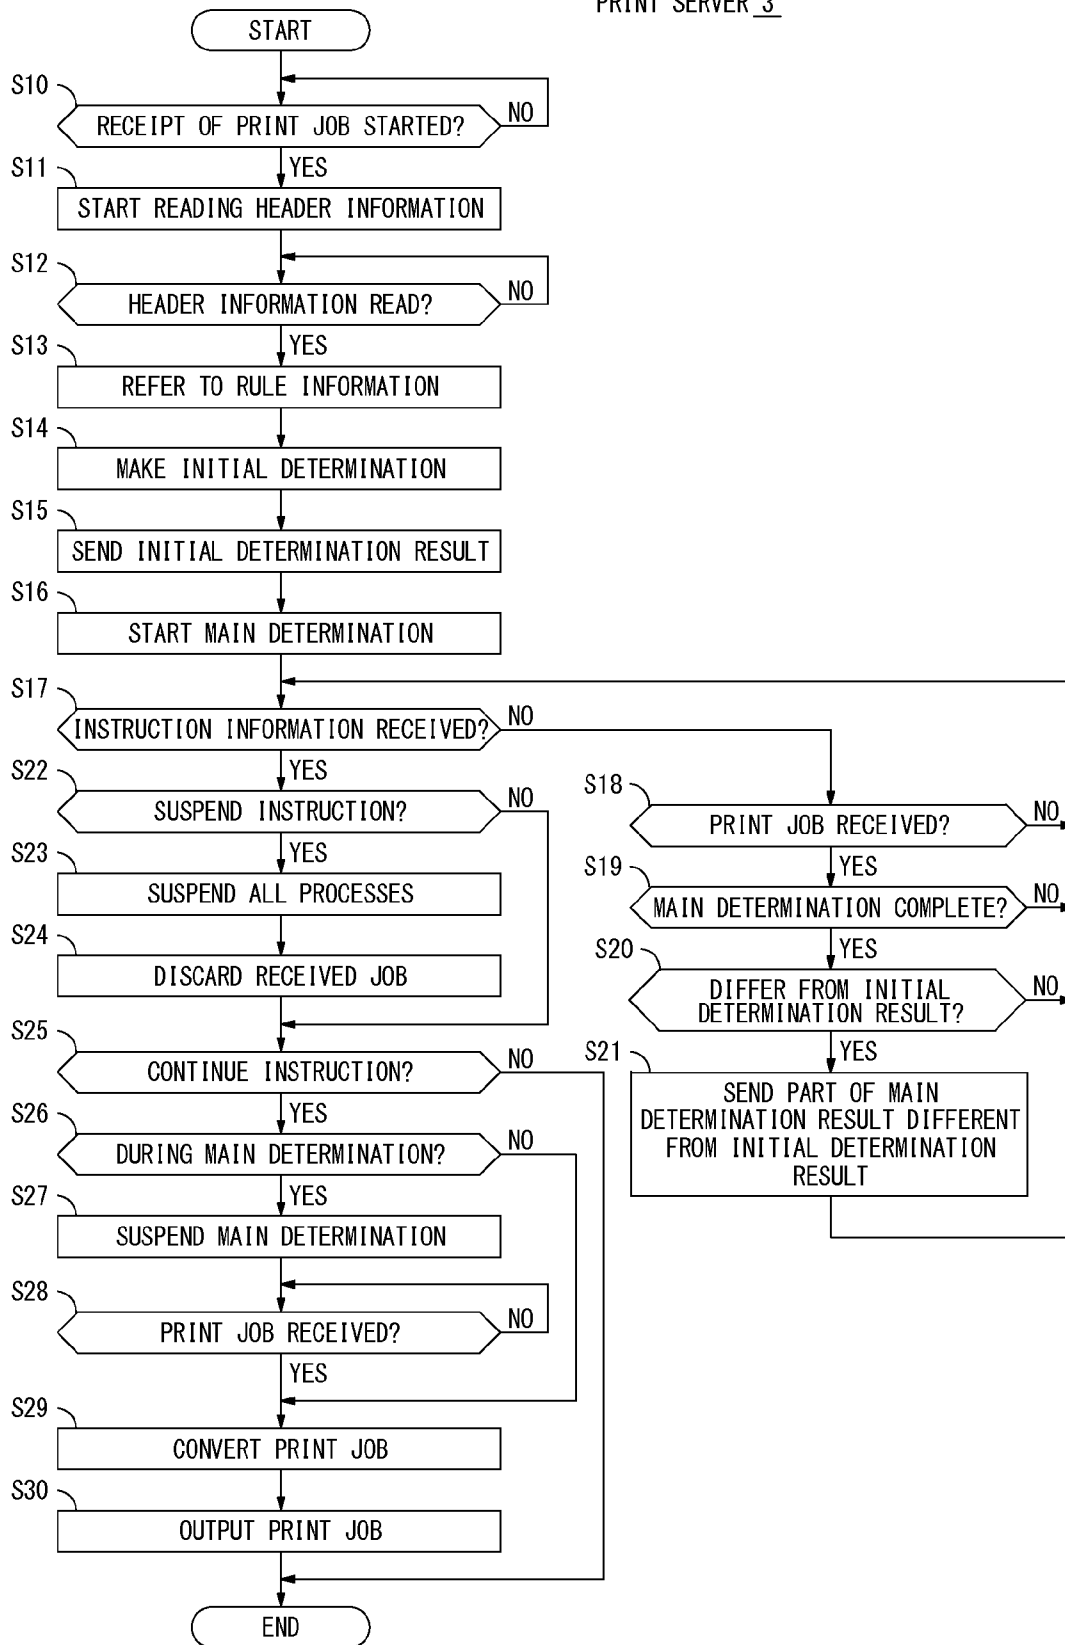 PRINT SERVER 3
START
S10
RECEIPT OF PRINT JOB STARTED?
NO
YES
S11
START READING HEADER INFORMATION
S12
HEADER INFORMATION READ?
NO
YES
S13
REFER TO RULE INFORMATION
S14
MAKE INITIAL DETERMINATION
S15
SEND INITIAL DETERMINATION RESULT
S16
START MAIN DETERMINATION
S17
INSTRUCTION INFORMATION RECEIVED?
NO
YES
S22
SUSPEND INSTRUCTION?
NO
YES
S23
SUSPEND ALL PROCESSES
S24
DISCARD RECEIVED JOB
S25
CONTINUE INSTRUCTION?
NO
YES
S26
DURING MAIN DETERMINATION?
NO
YES
S27
SUSPEND MAIN DETERMINATION
S28
PRINT JOB RECEIVED?
NO
YES
S29
CONVERT PRINT JOB
S30
OUTPUT PRINT JOB
END
S18
PRINT JOB RECEIVED?
NO
YES
S19
MAIN DETERMINATION COMPLETE?
NO
YES
S20
DIFFER FROM INITIAL
DETERMINATION RESULT?
NO
YES
S21
SEND PART OF MAIN
DETERMINATION RESULT DIFFERENT
FROM INITIAL DETERMINATION
RESULT